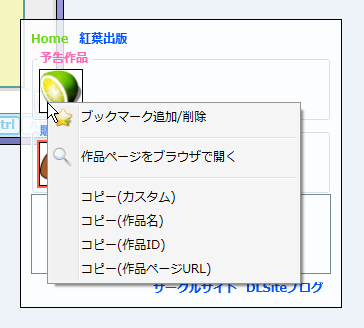 Home 紅葉出版
予告作品
trl
ブックマーク追加/削除
作品ページをブラウザで開く
コピー(カスタム)
コピー(作品名)
コピー(作品ID)
コピー(作品ページURL)
サークルサイト DLSiteブログ